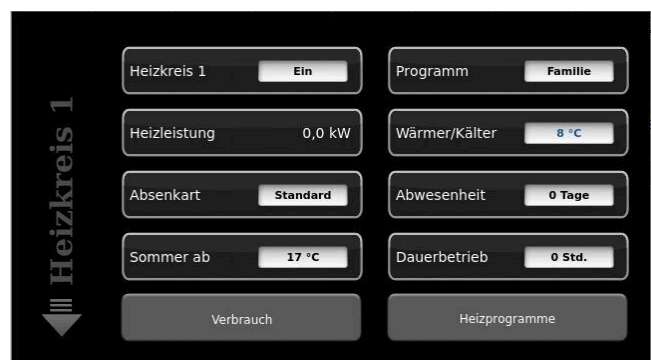 Heizkreis 1
Heizkreis 1 Ein
Programm Familie
Heizleistung 0,0 kW
Wärmer/Kälter 8 °C
Absenkart Standard
Abwesenheit 0 Tage
Sommer ab 17 °C
Dauerbetrieb 0 Std.
Verbrauch
Heizprogramme